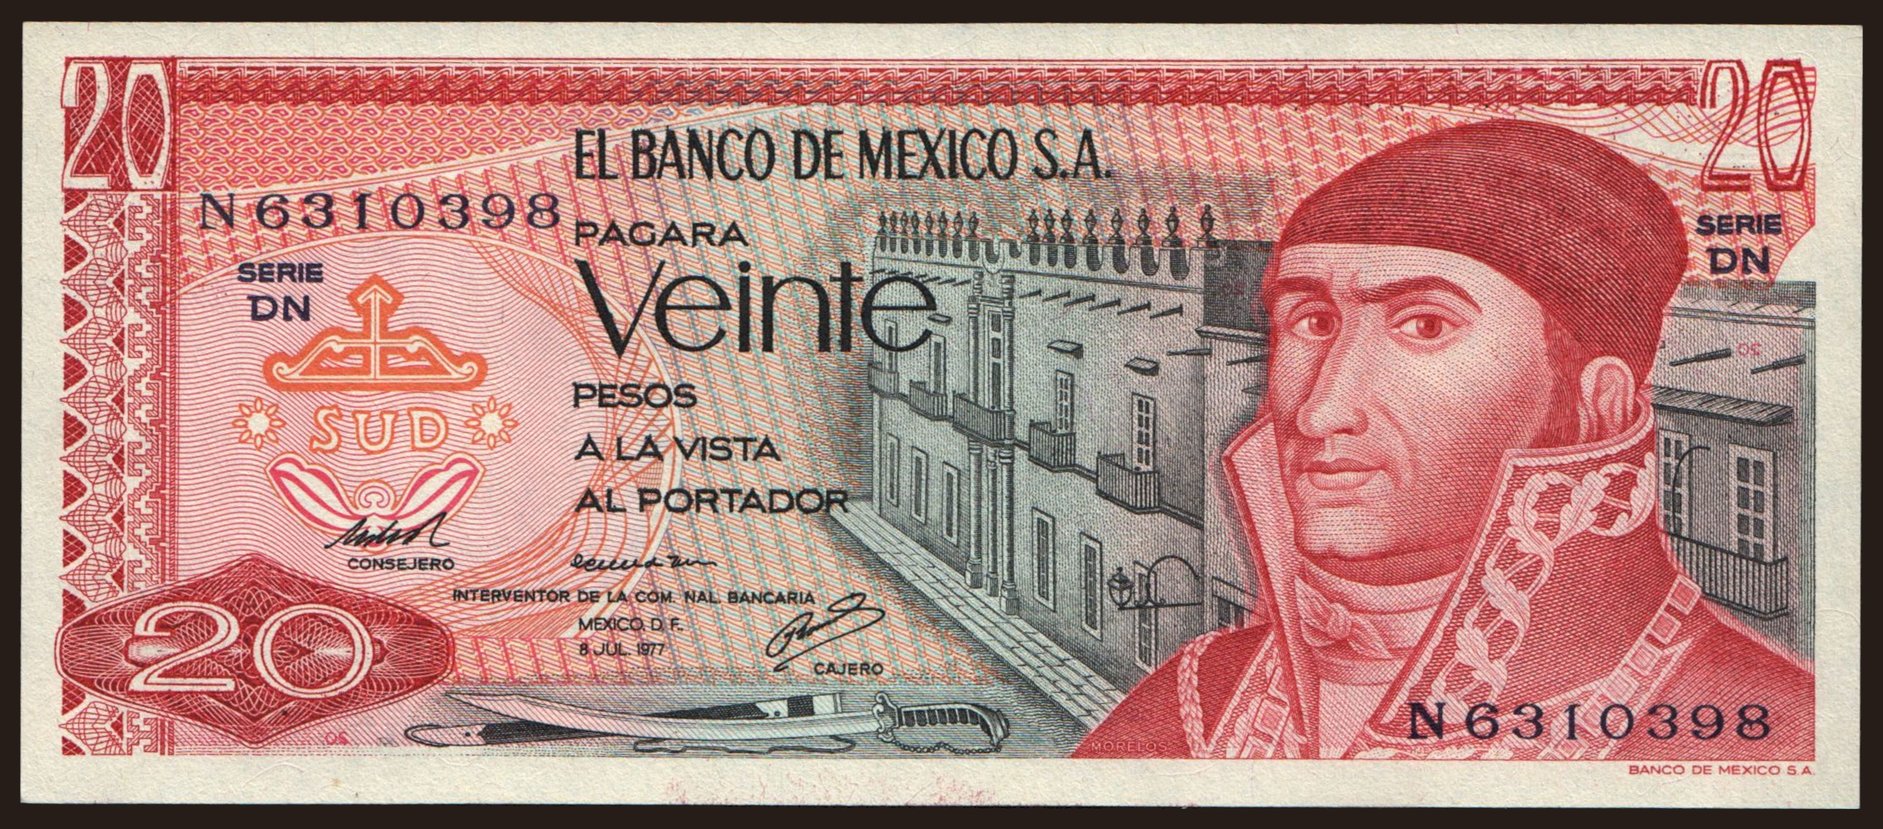 20
20
EL BANCO DE MEXICO S.A.
N6310398
PAGARA
SERIE
DN
SERIE
DN
Veinte
PESOS
SUD
A LA VISTA
AL PORTADOR
CONSEJERO
INTERVENTOR DE LA COM. NAL. BANCARIA
MEXICO, D. F.,
8 JUL. 1977
CAJERO
20
N6310398
MORELOS
BANCO DE MEXICO S.A.